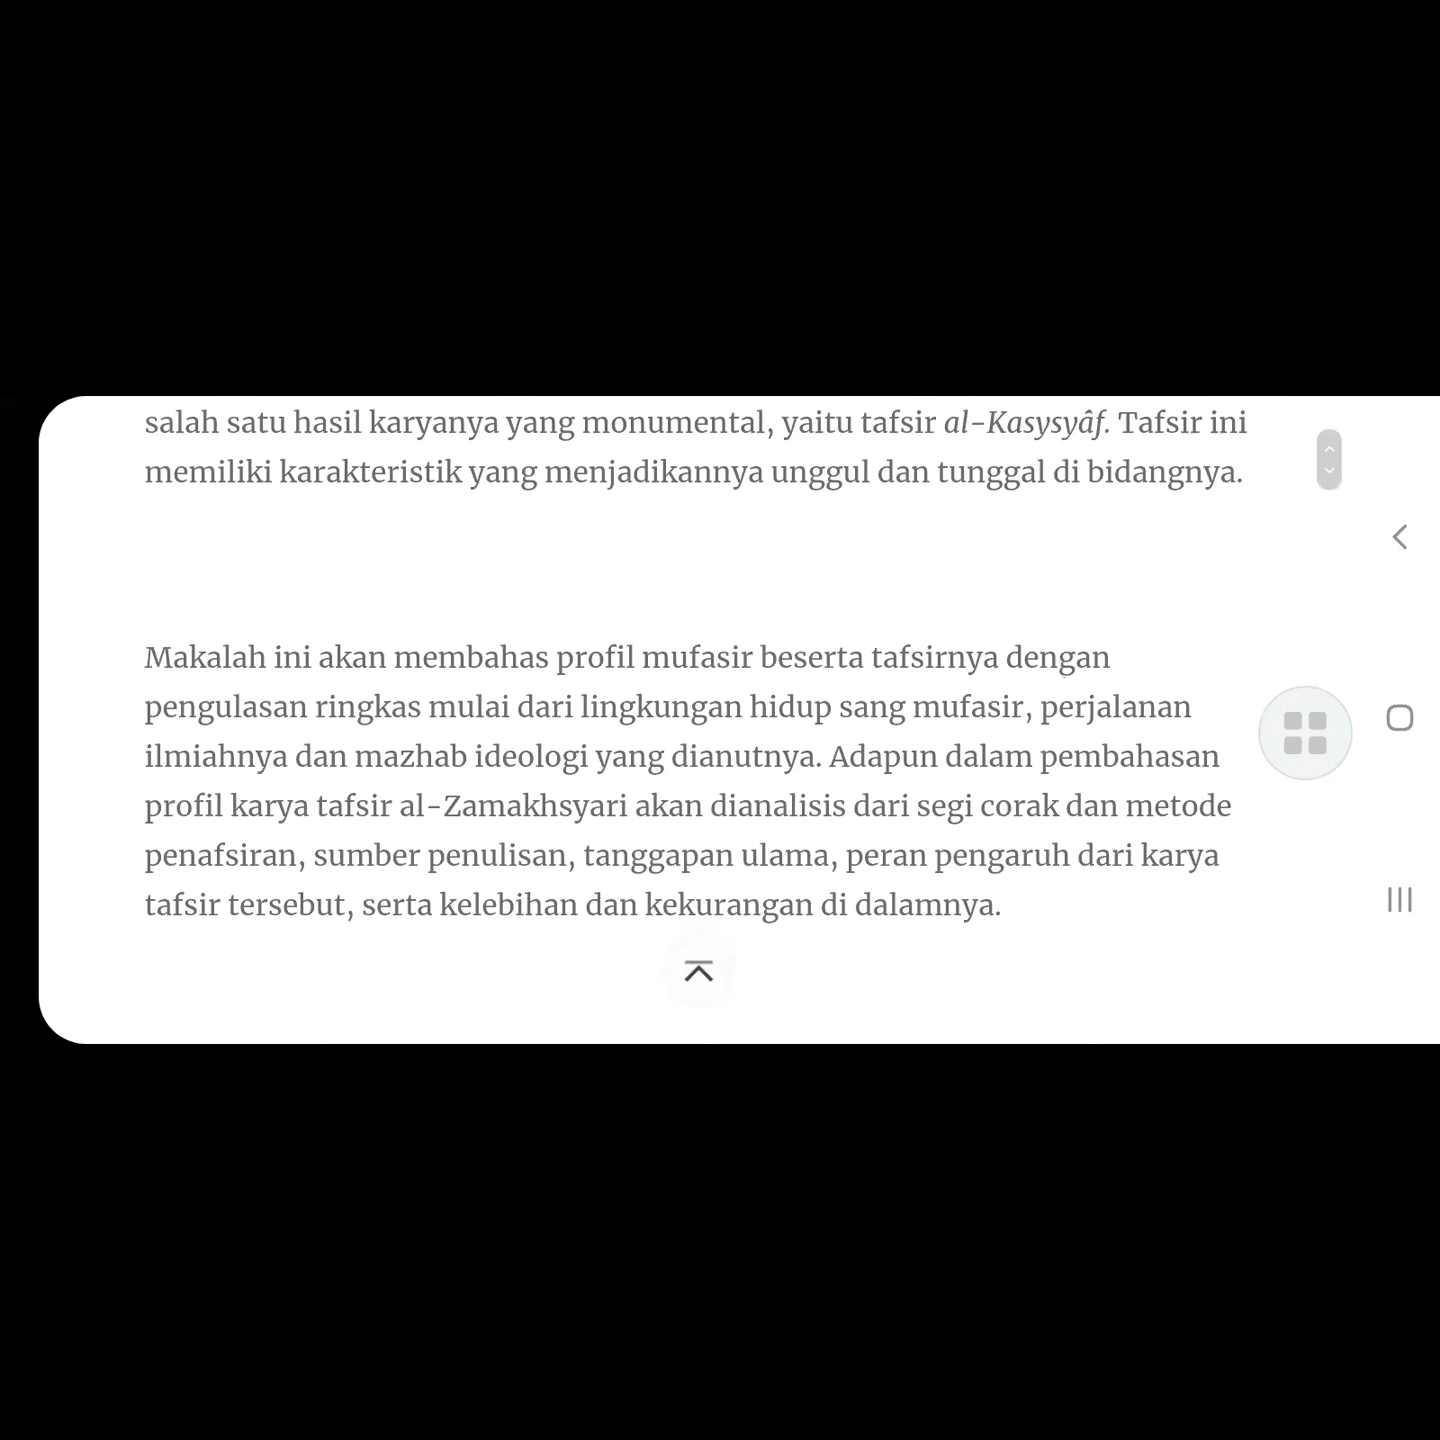 salah satu hasil karyanya yang monumental, yaitu tafsir al-Kasysyâf. Tafsir ini
memiliki karakteristik yang menjadikannya unggul dan tunggal di bidangnya.
Makalah ini akan membahas profil mufasir beserta tafsirnya dengan
pengulasan ringkas mulai dari lingkungan hidup sang mufasir, perjalanan
ilmiahnya dan mazhab ideologi yang dianutnya. Adapun dalam pembahasan
profil karya tafsir al-Zamakhsyari akan dianalisis dari segi corak dan metode
penafsiran, sumber penulisan, tanggapan ulama, peran pengaruh dari karya
tafsir tersebut, serta kelebihan dan kekurangan di dalamnya.